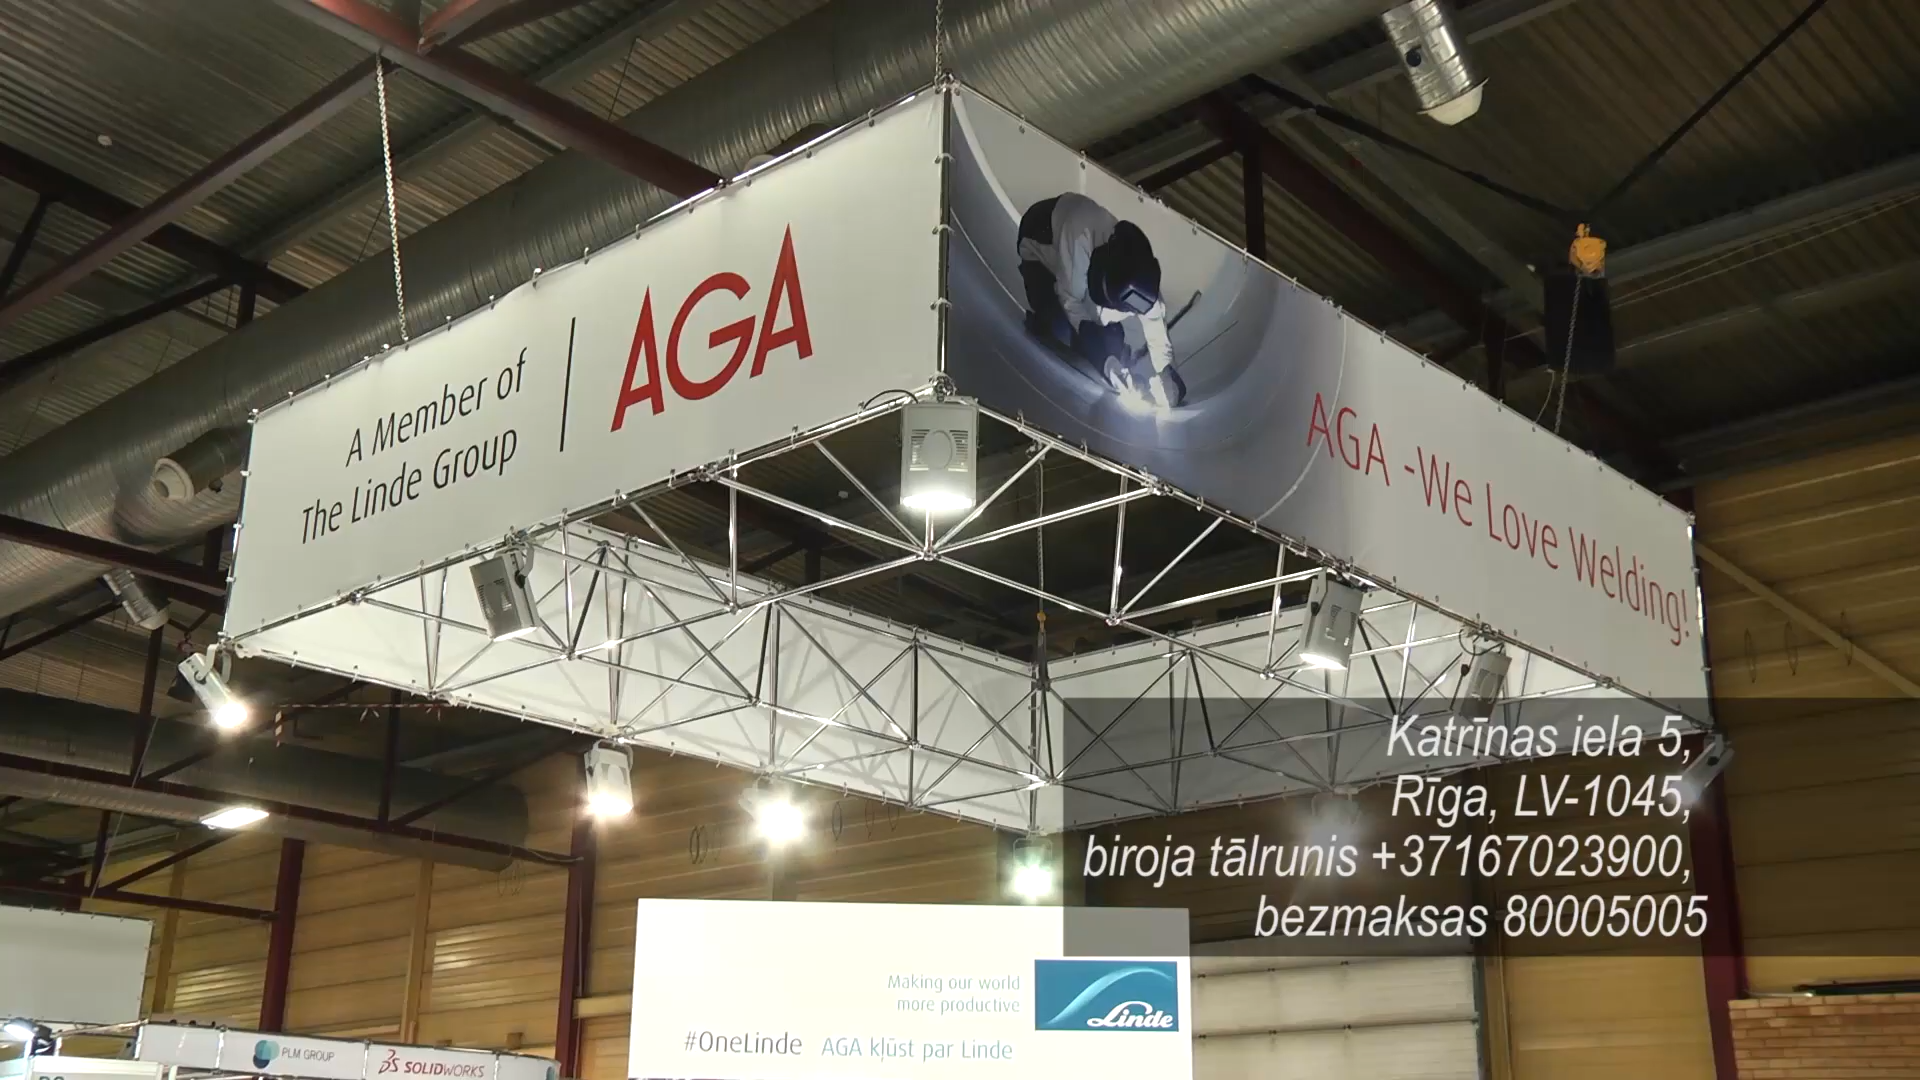 A Member of
The Linde Group
AGA
AGA -We Love Welding!
Katrīnas iela 5,
Rīga, LV-1045,
biroja tālrunis +37167023900,
bezmaksas 80005005
Making our world
more productive
Linde
#OneLinde AGA kļūst par Linde
PLM GROUP
SOLIDWORKS